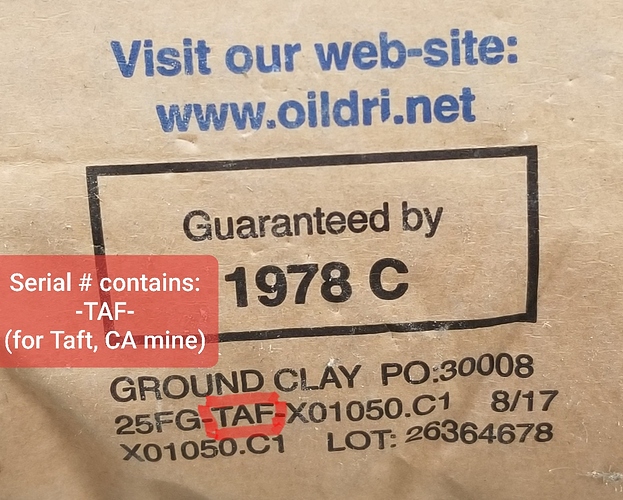 Visit our web-site:
www.oildri.net
Guaranteed by
1978 C
Serial # contains:
-TAF-
(for Taft, CA mine)
GROUND CLAY PO:30008
25FG-TAF-X01050.C1 8/17
X01050.C1 LOT: 26364678